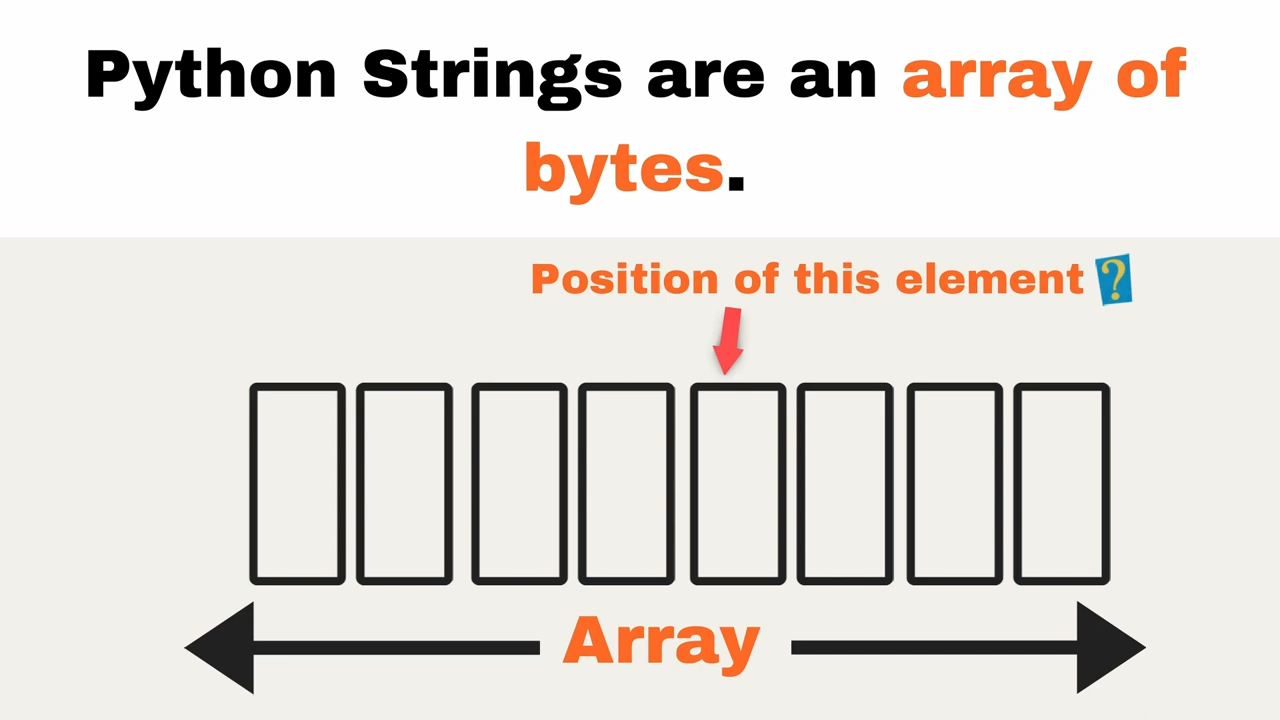 Python Strings are an array of
bytes.
Position of this element?
Array